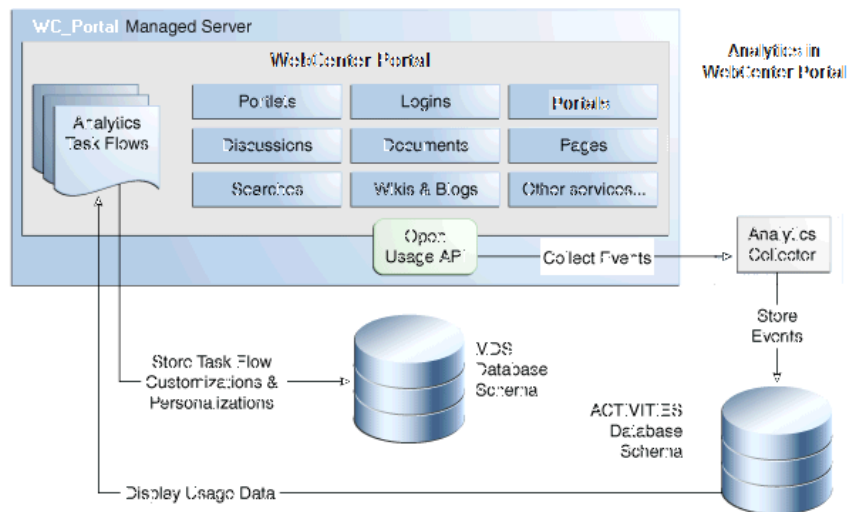 WC_Portal Managed Server
WebCenter Portal
Analytics in
WebCenter Portal
Analytics
Task Flows
Portlets
Logins
Portals
Discussions
Documents
Pages
Searches
Wikis & Blogs
Other services...
Open
Usage API
Collect Events
Analytics
Collector
Store
Events
Store Task Flow
Customizations &
Personalizations
MDS
Database
Schema
ACTIVITIES
Database
Schema
Display Usage Data